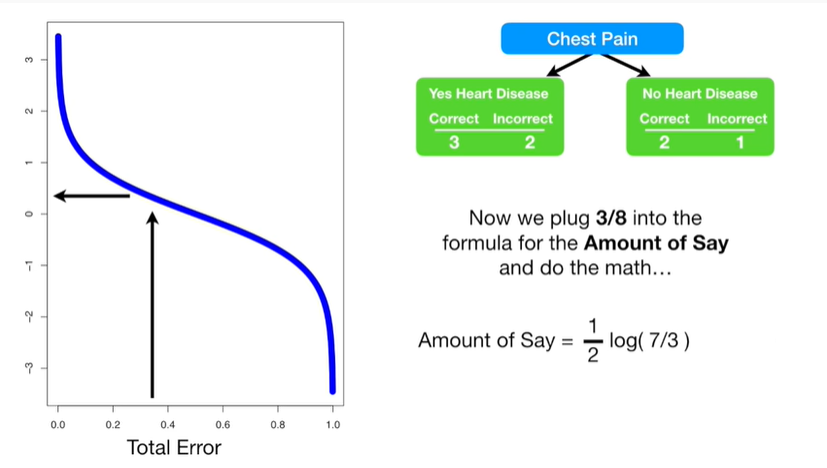 3
2
1
0
-1
-2
-3
0.0 0.2 0.4 0.6 0.8 1.0
Total Error
Chest Pain
Yes Heart Disease
Correct Incorrect
3 2
No Heart Disease
Correct Incorrect
2 1
Now we plug 3/8 into the
formula for the Amount of Say
and do the math…
Amount of Say = 1/2 log( 7/3 )